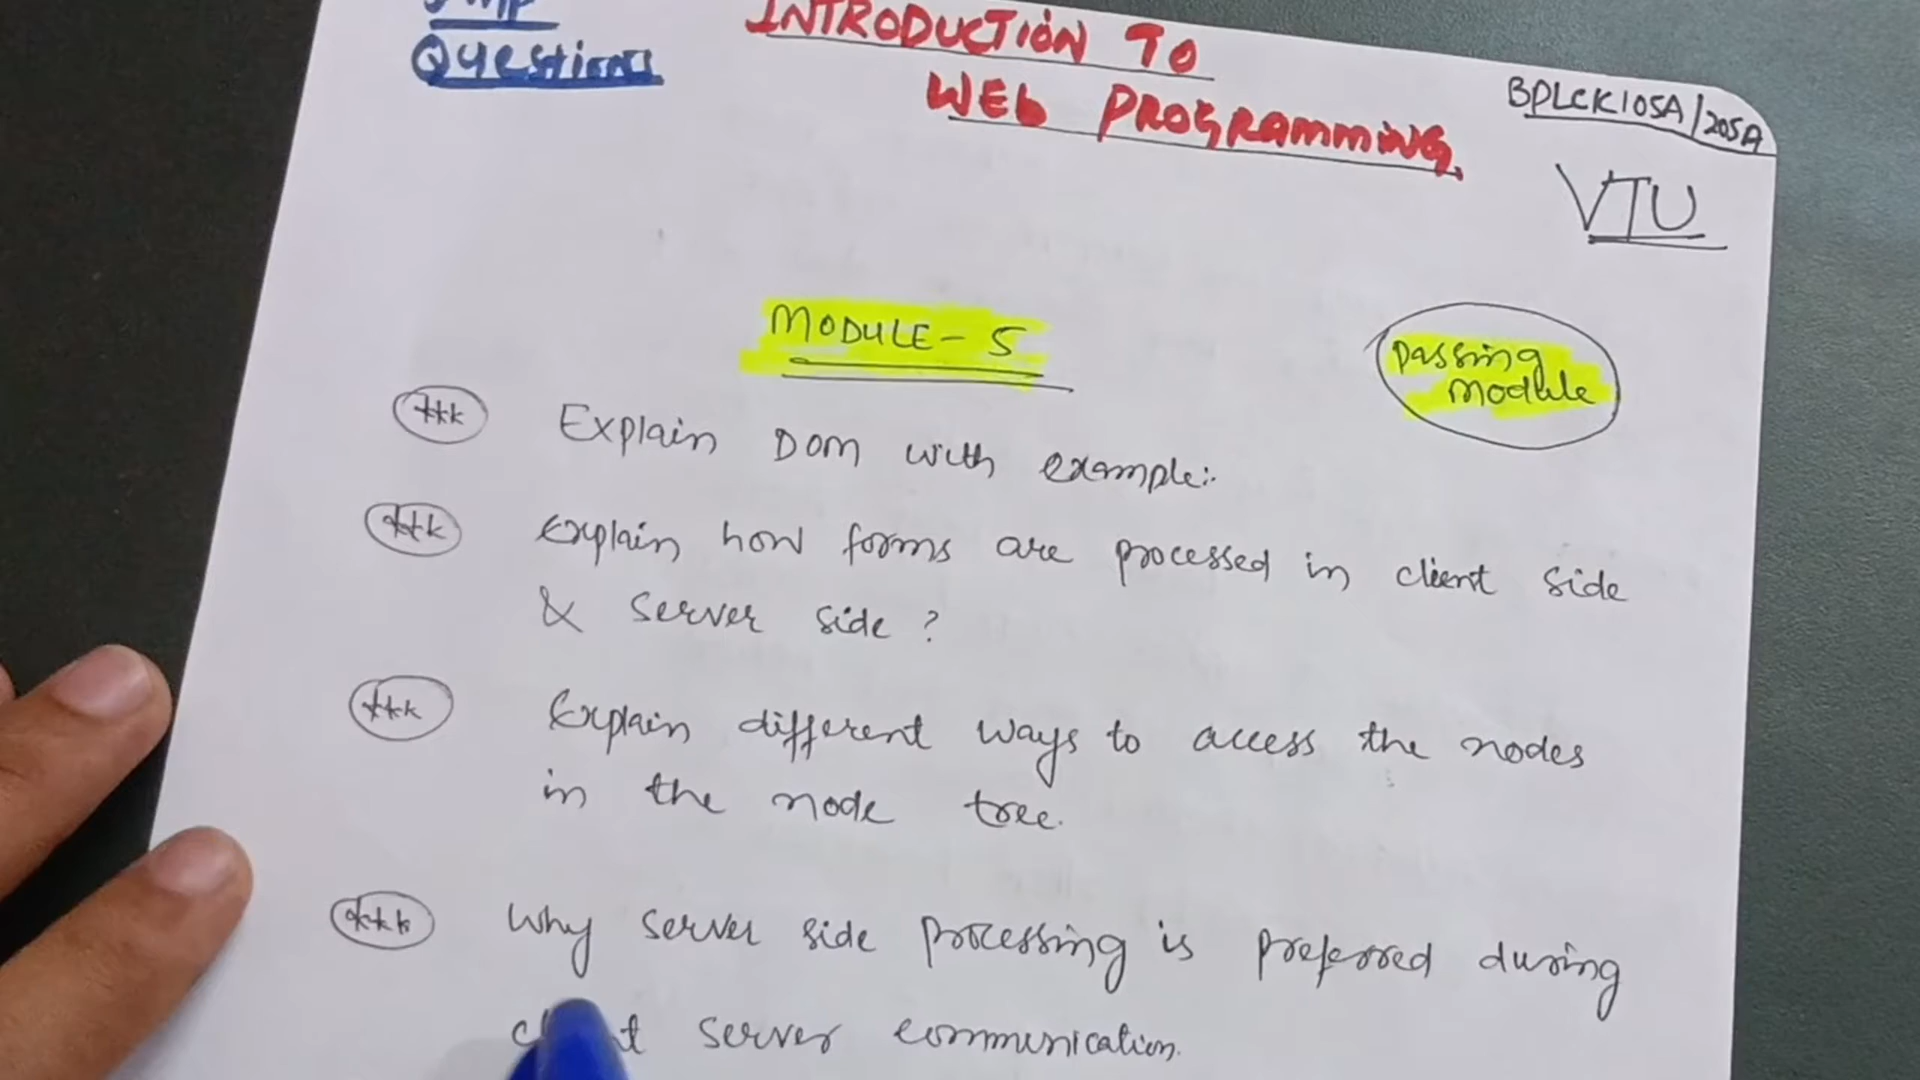 Imp
Questions
INTRODUCTION TO
WEb PROGRAMMING.
BPLCK105A/205A
VTU
MODULE - 5
Passing
Module
*** Explain DOM with example:.
*** Explain how forms are processed in client side
& server side ?
*** Explain different ways to access the nodes
in the node tree.
*** Why server side processing is preferred during
server communication.